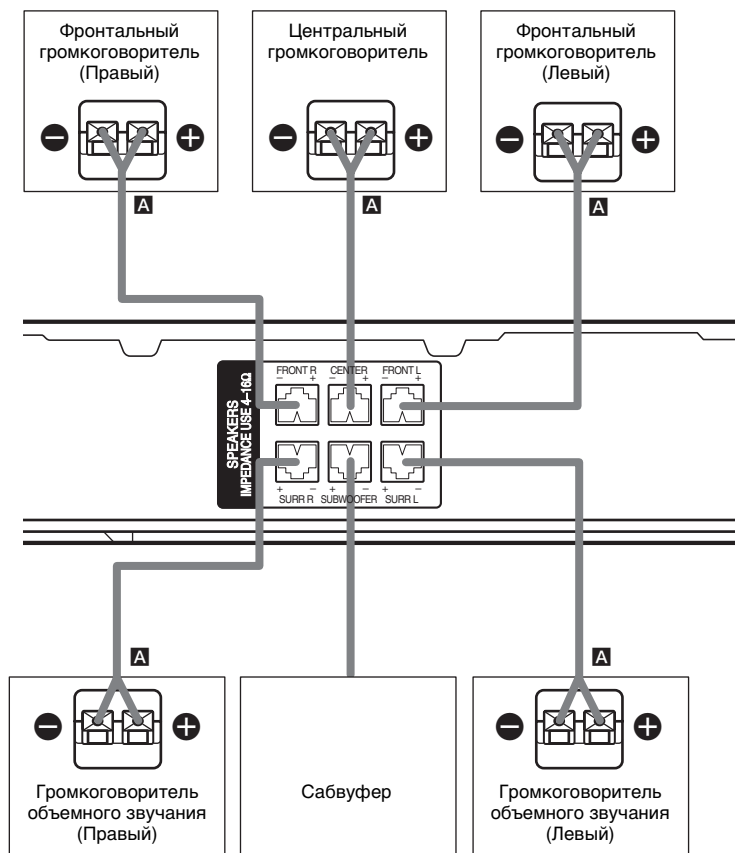 Фронтальный
громкоговоритель
(Правый)
Центральный
громкоговоритель
Фронтальный
громкоговоритель
(Левый)
A
A
A
SPEAKERS
IMPEDANCE USE 4–16Ω
FRONT R
CENTER
FRONT L
– +
– +
– +
+ –
+ –
+ –
SURR R
SUBWOOFER
SURR L
A
A
Громкоговоритель
объемного звучания
(Правый)
Сабвуфер
Громкоговоритель
объемного звучания
(Левый)